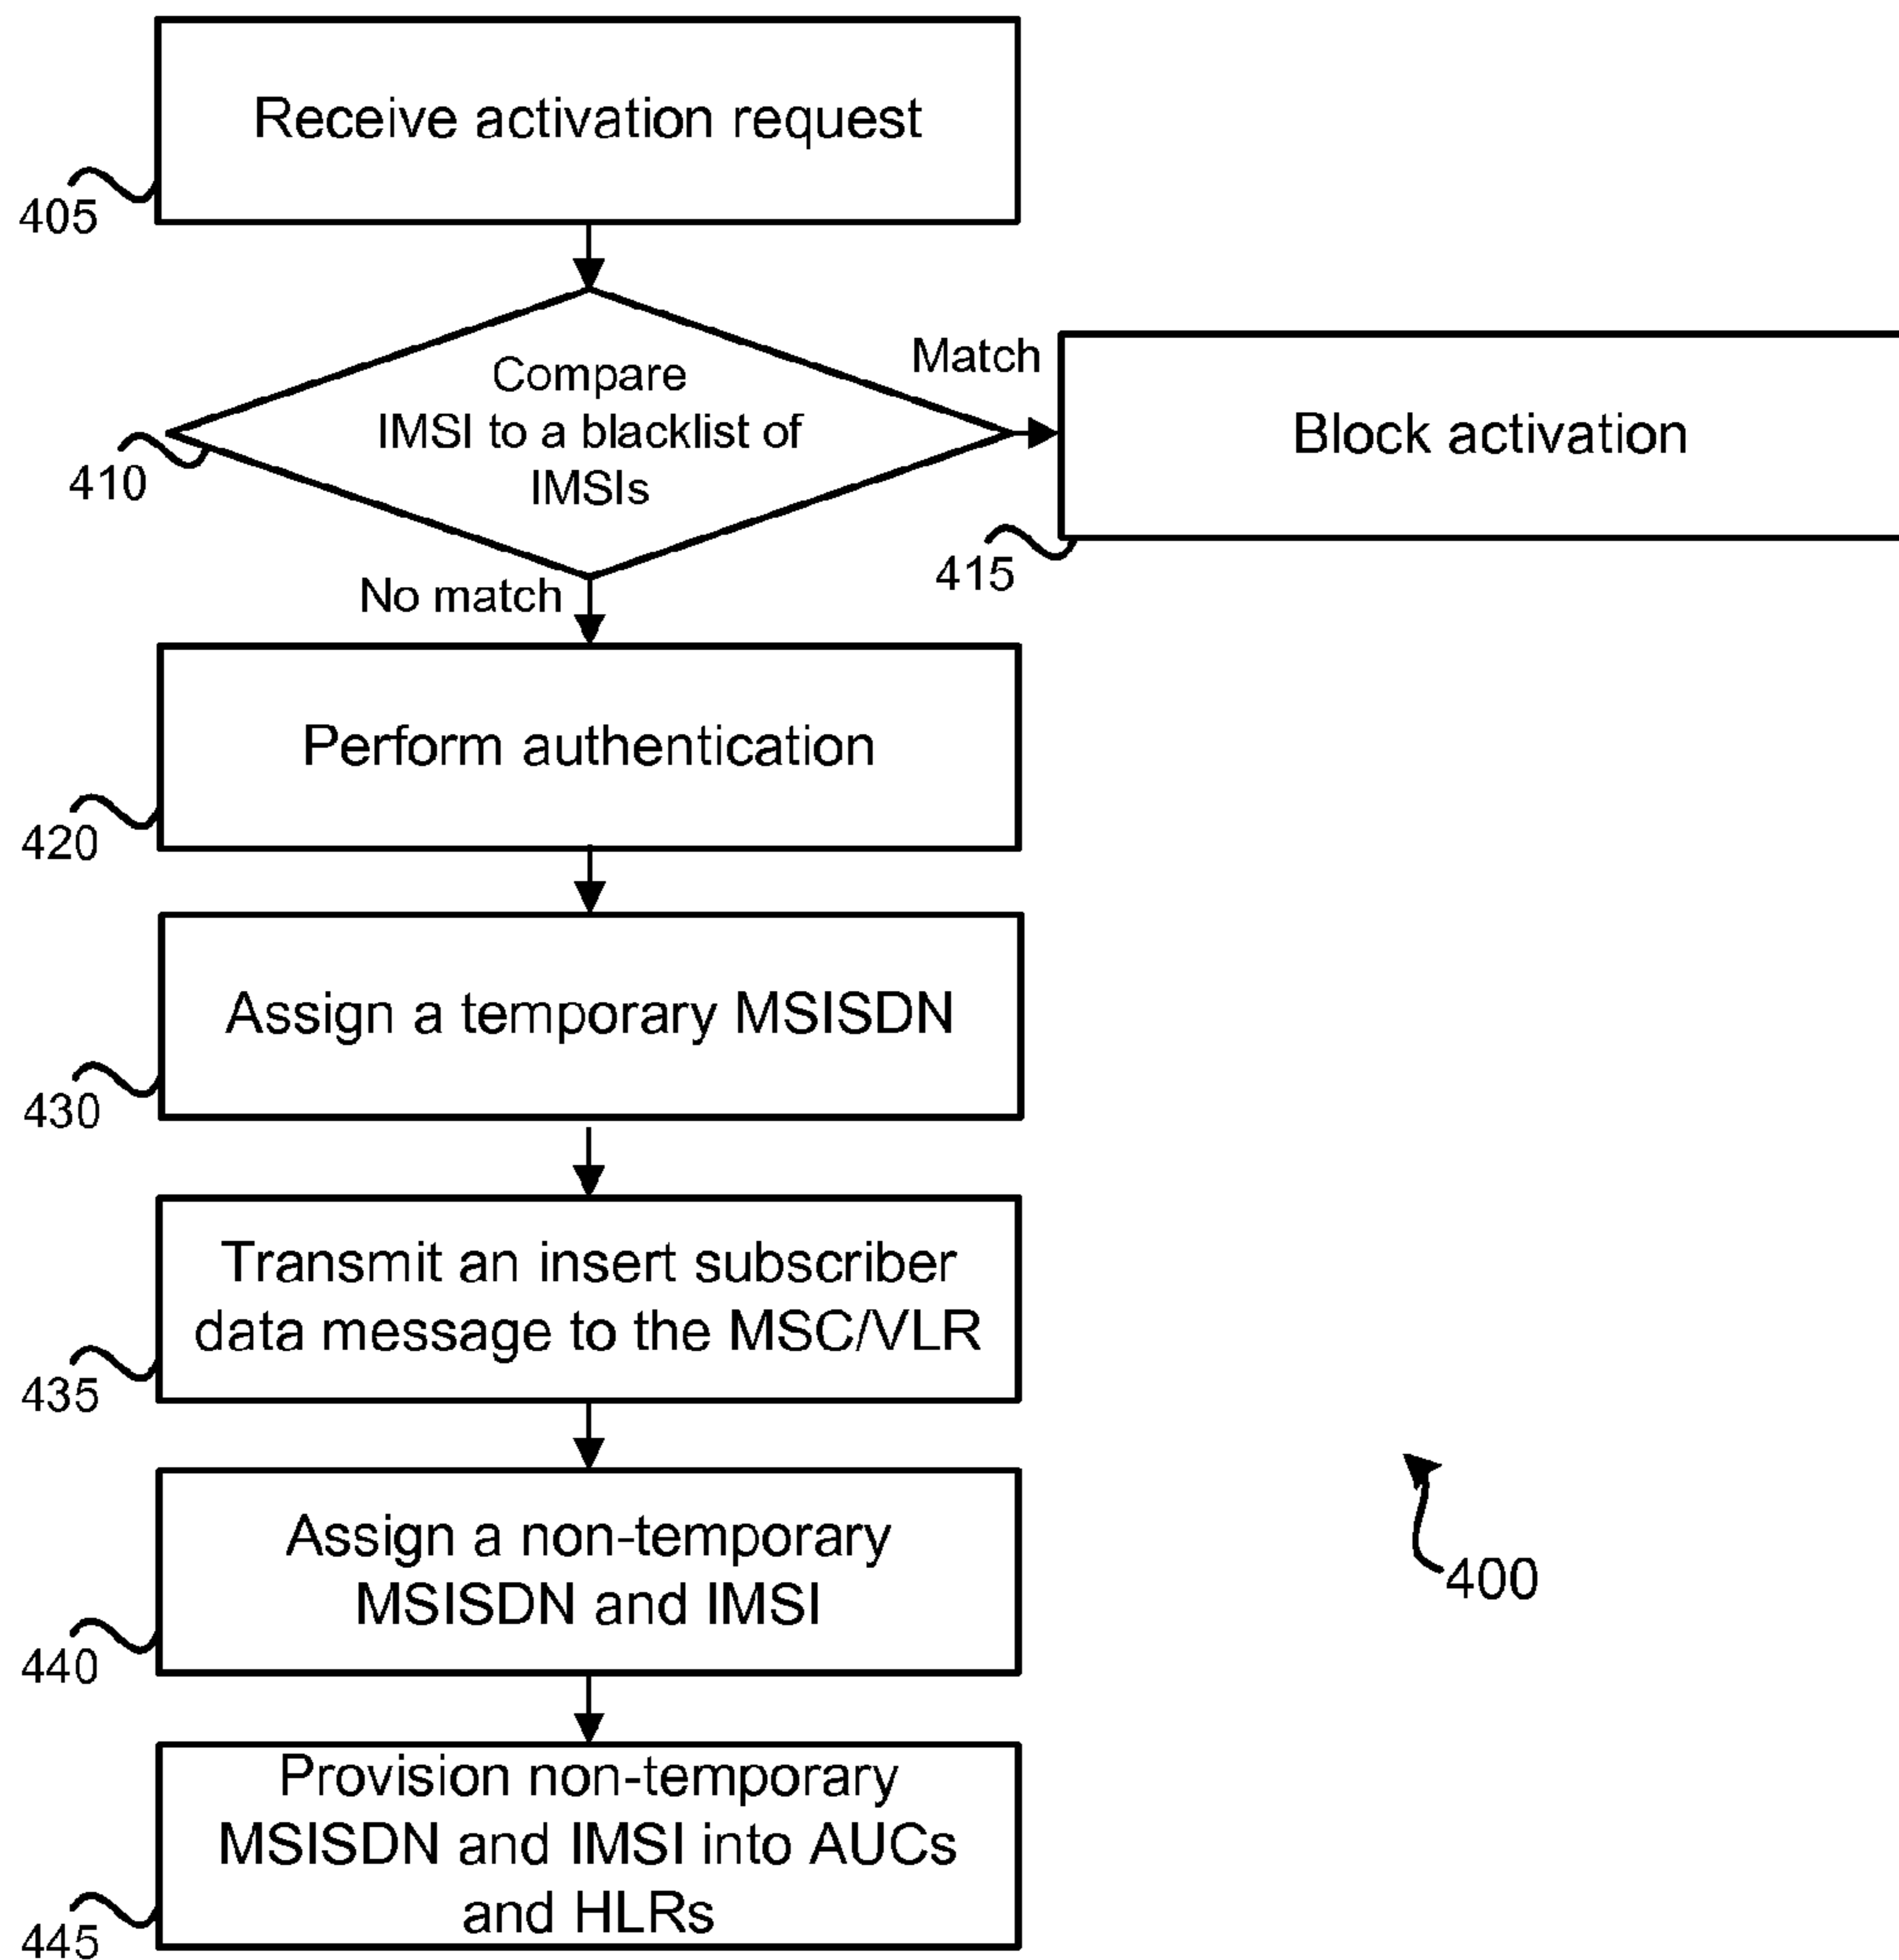 Receive activation request
405
Compare
IMSI to a blacklist of
IMSIs
410
Match
Block activation
415
No match
Perform authentication
420
Assign a temporary MSISDN
430
Transmit an insert subscriber
data message to the MSC/VLR
435
Assign a non-temporary
MSISDN and IMSI
440
400
Provision non-temporary
MSISDN and IMSI into AUCs
and HLRs
445